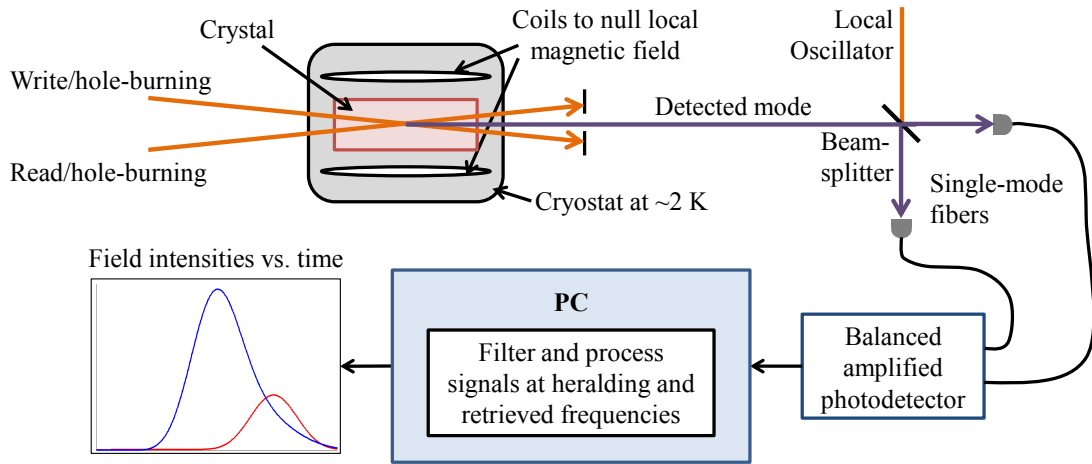 Crystal
Coils to null local
magnetic field
Local
Oscillator
Write/hole-burning
Detected mode
Read/hole-burning
Beam-
splitter
Single-mode
fibers
Cryostat at ~2 K
Field intensities vs. time
PC
Filter and process
signals at heralding and
retrieved frequencies
Balanced
amplified
photodetector